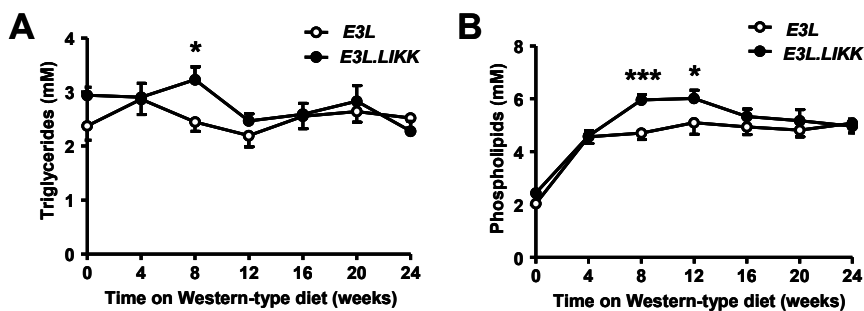 A
E3L
E3L.LIKK
*
Triglycerides (mM)
4
3
2
1
0
0 4 8 12 16 20 24
Time on Western-type diet (weeks)
B
E3L
E3L.LIKK
***
*
Phospholipids (mM)
8
6
4
2
0
0 4 8 12 16 20 24
Time on Western-type diet (weeks)